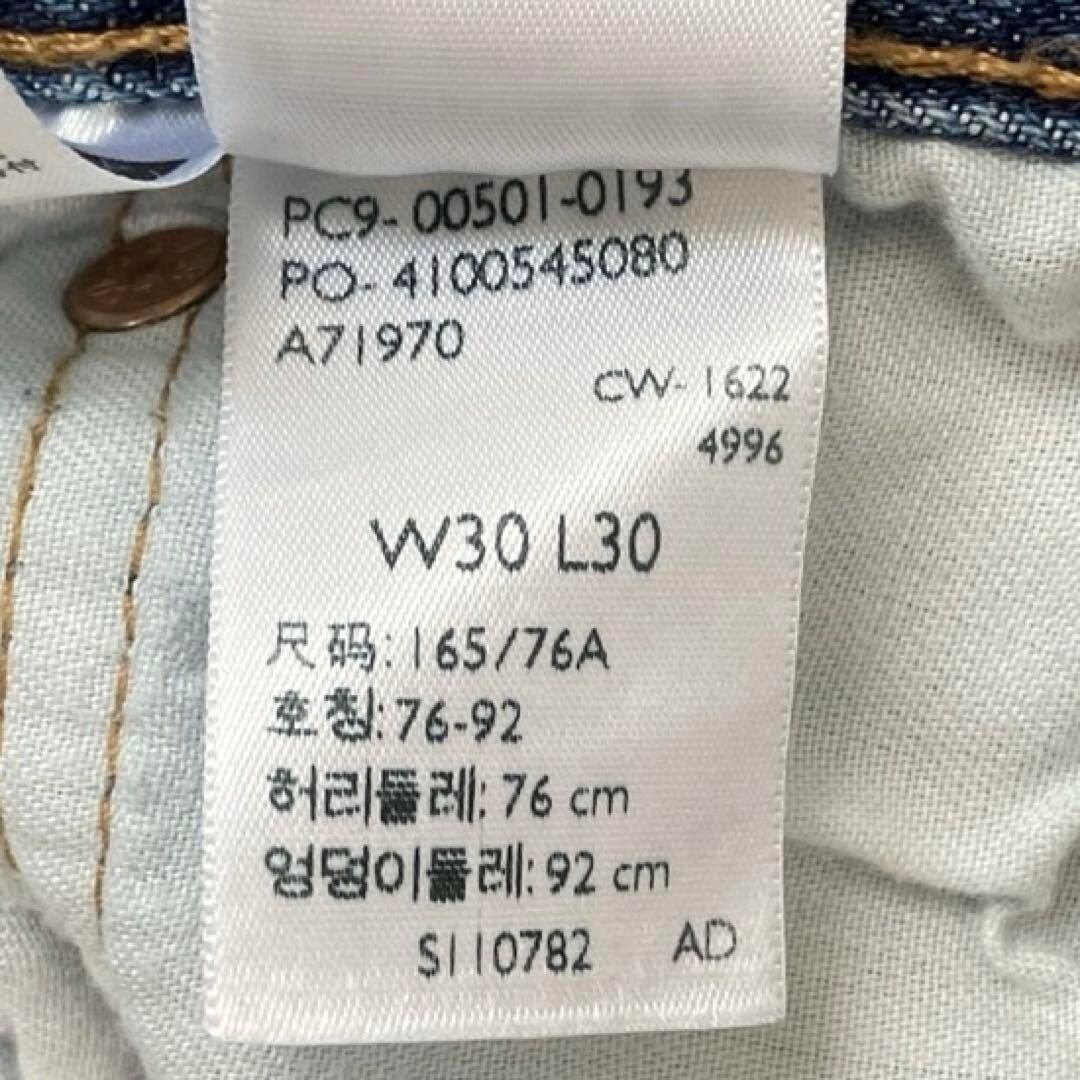 PC9-00501-0193
PO-4100545080
A71970
CW-1622
4996
W30 L30
尺码: 165/76A
호칭: 76-92
허리둘레: 76 cm
엉덩이둘레: 92 cm
S110782 AD